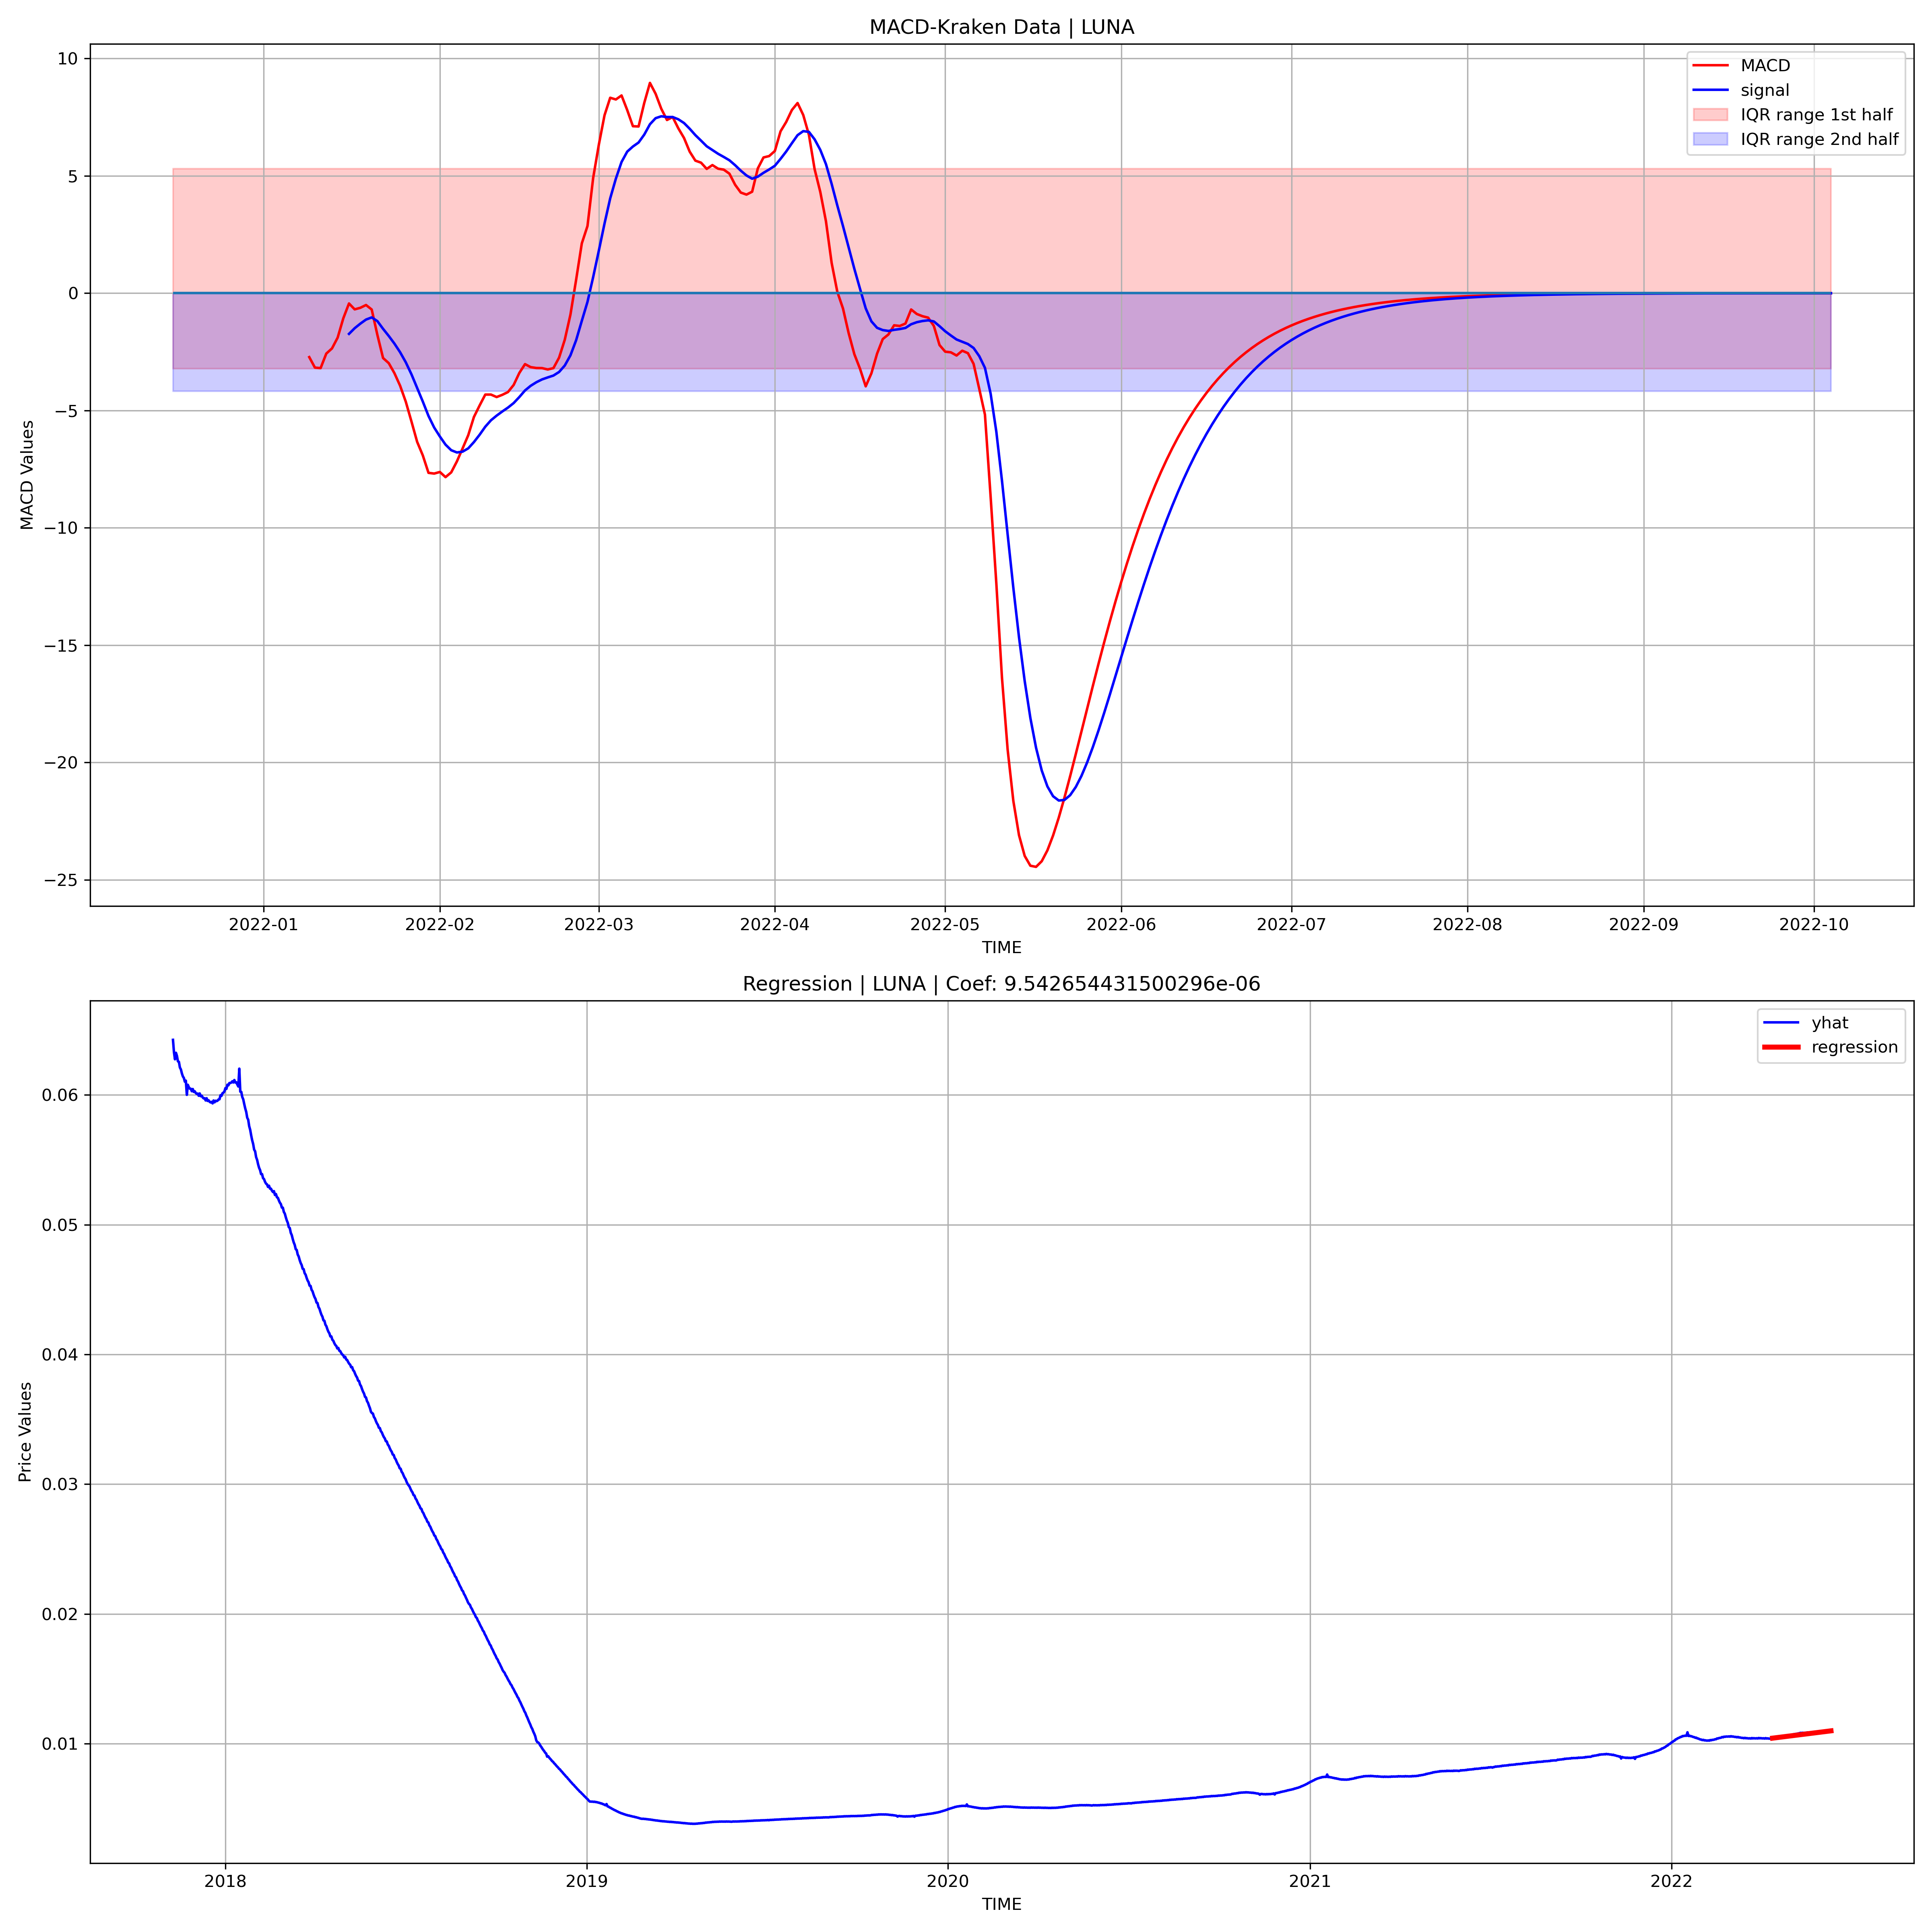 MACD-Kraken Data | LUNA
10
5
0
−5
−10
−15
−20
−25
MACD Values
MACD
signal
IQR range 1st half
IQR range 2nd half
2022-01 2022-02 2022-03 2022-04 2022-05 2022-06 2022-07 2022-08 2022-09 2022-10
TIME
Regression | LUNA | Coef: 9.542654431500296e-06
yhat
regression
0.06
0.05
0.04
0.03
0.02
0.01
Price Values
2018 2019 2020 2021 2022
TIME